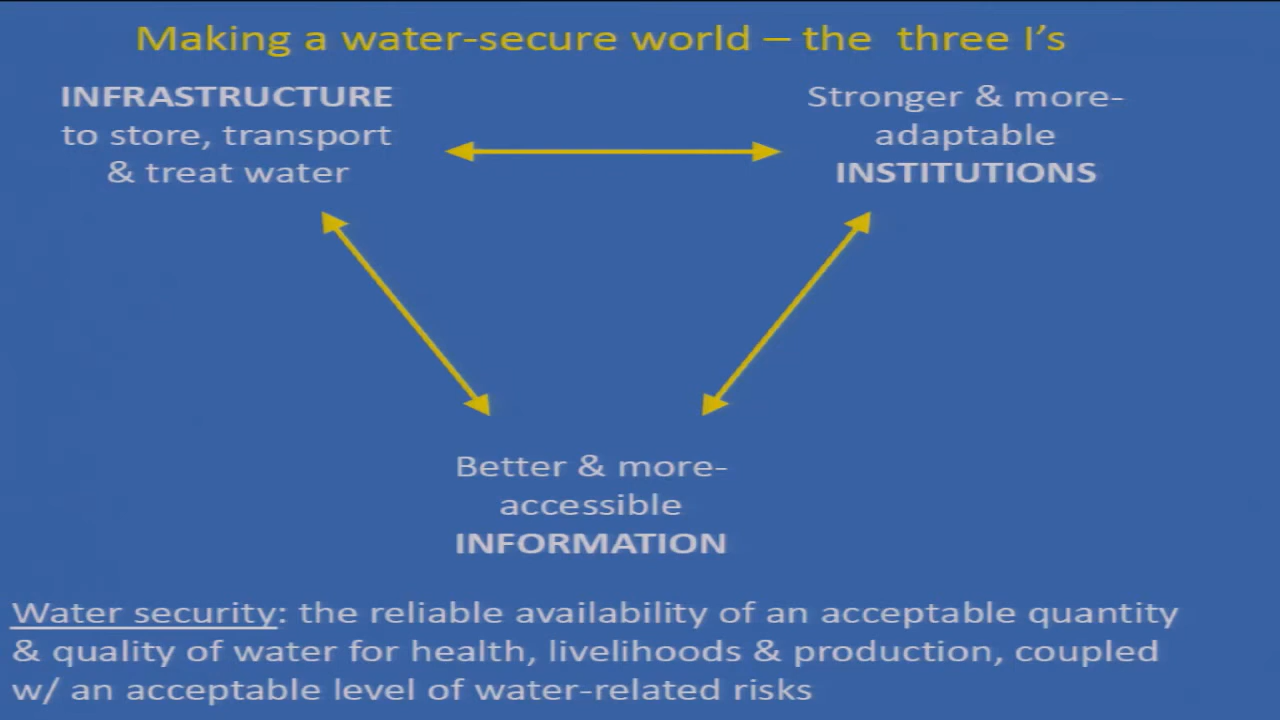 Making a water-secure world – the three I's
INFRASTRUCTURE
to store, transport
& treat water
Stronger & more-
adaptable
INSTITUTIONS
Better & more-
accessible
INFORMATION
Water security: the reliable availability of an acceptable quantity
& quality of water for health, livelihoods & production, coupled
w/ an acceptable level of water-related risks